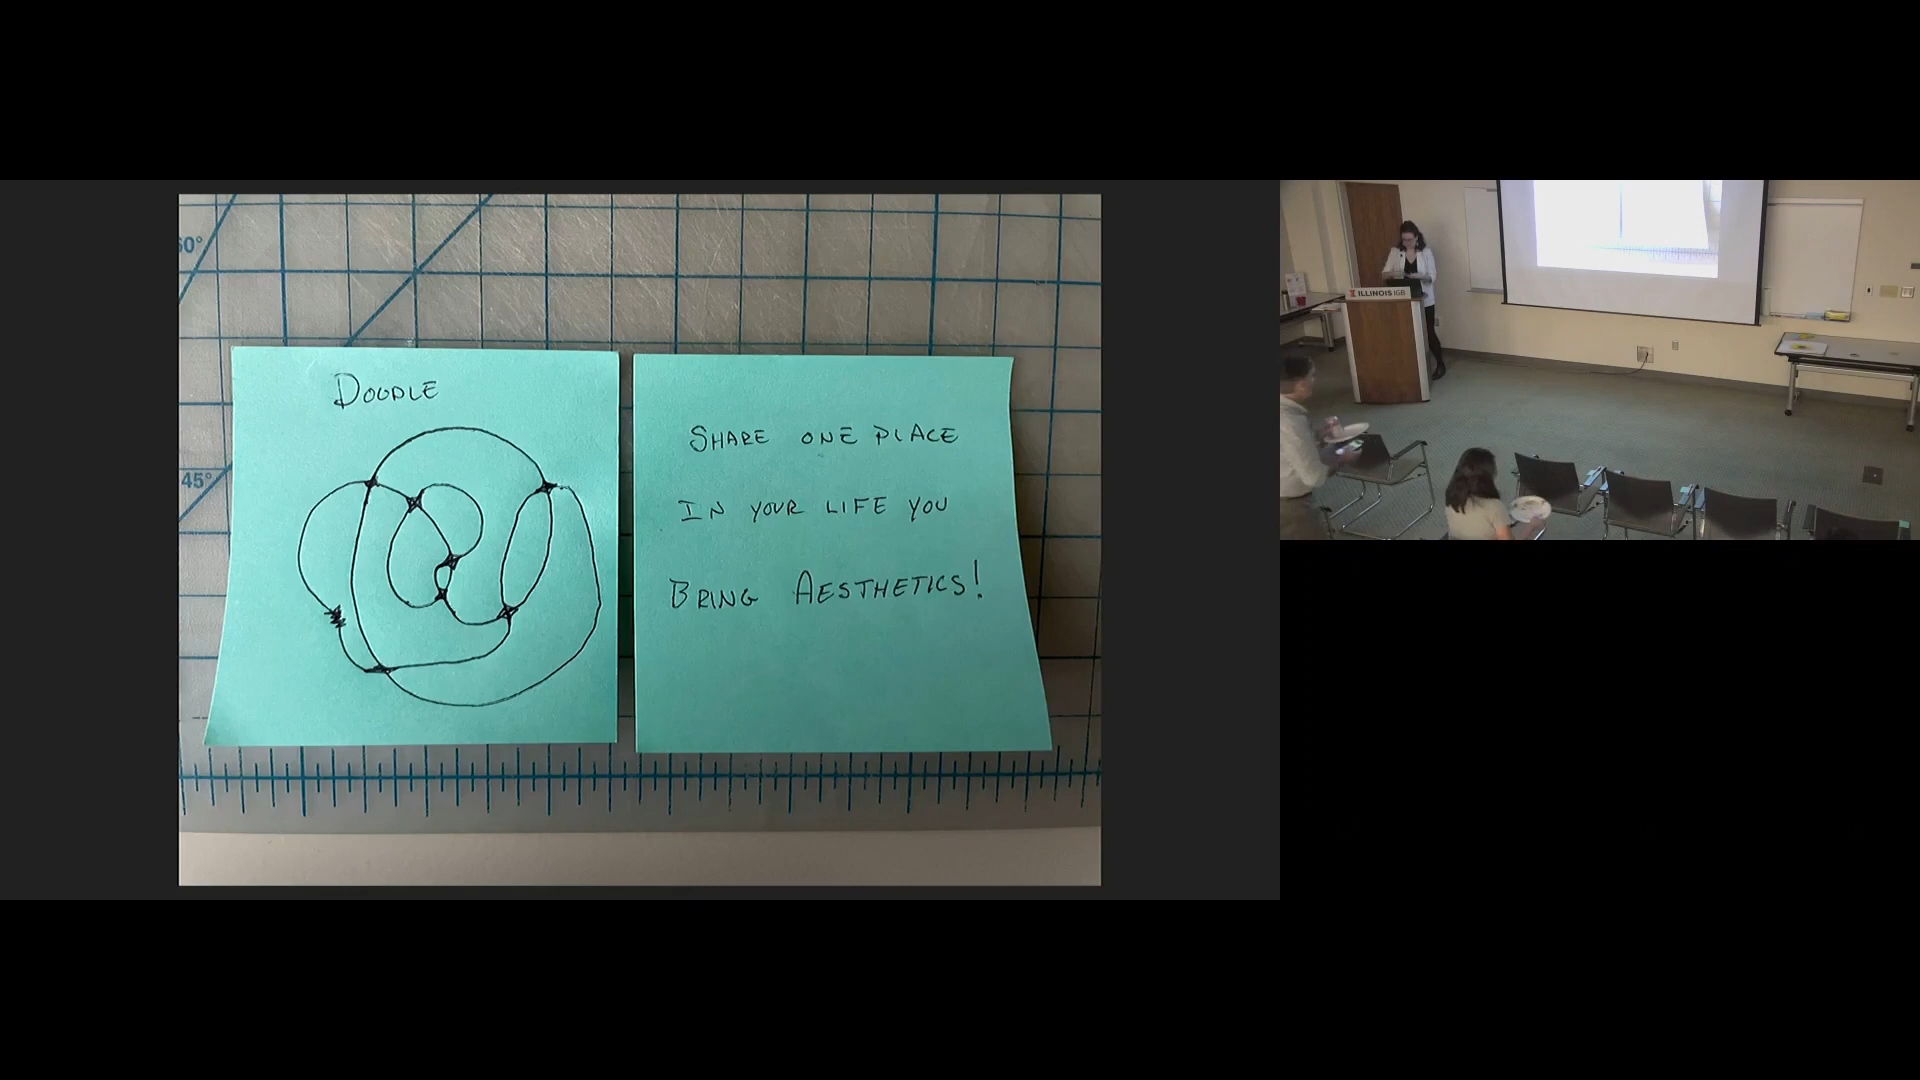 60°
45°
DOODLE
SHARE ONE PLACE
IN YOUR LIFE YOU
BRING AESTHETICS!
ILLINOIS IGB